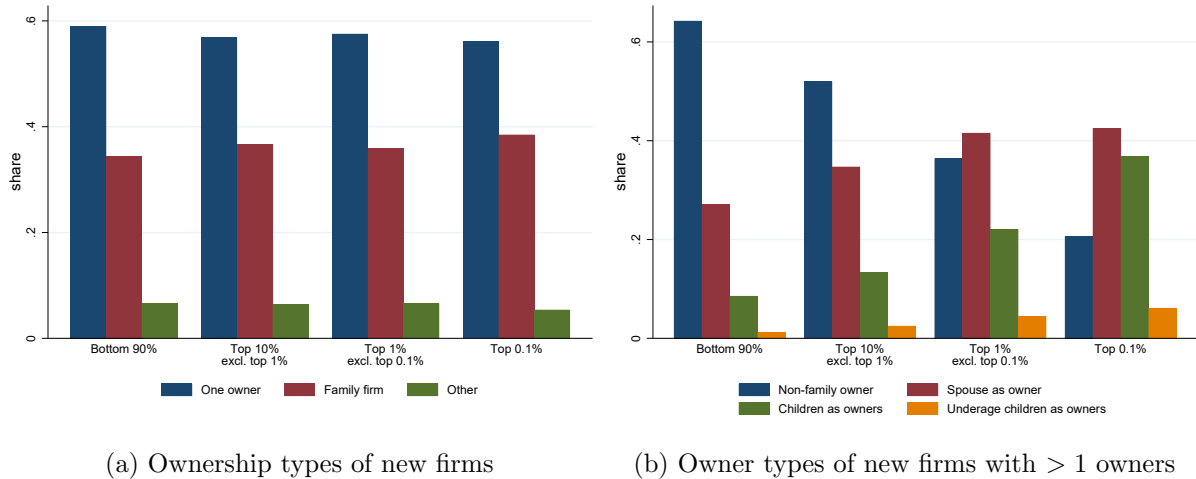 share
.6
.4
.2
0
Bottom 90%
Top 10%
excl. top 1%
Top 1%
excl. top 0.1%
Top 0.1%
One owner
Family firm
Other
(a) Ownership types of new firms
share
.6
.4
.2
0
Bottom 90%
Top 10%
excl. top 1%
Top 1%
excl. top 0.1%
Top 0.1%
Non-family owner
Spouse as owner
Children as owners
Underage children as owners
(b) Owner types of new firms with > 1 owners